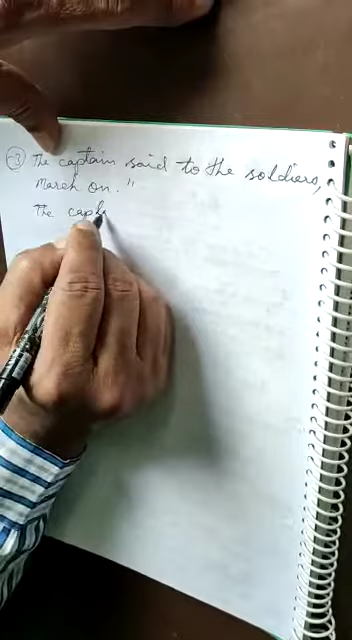 3 The captain said to the soldiers,
March on."
The capt